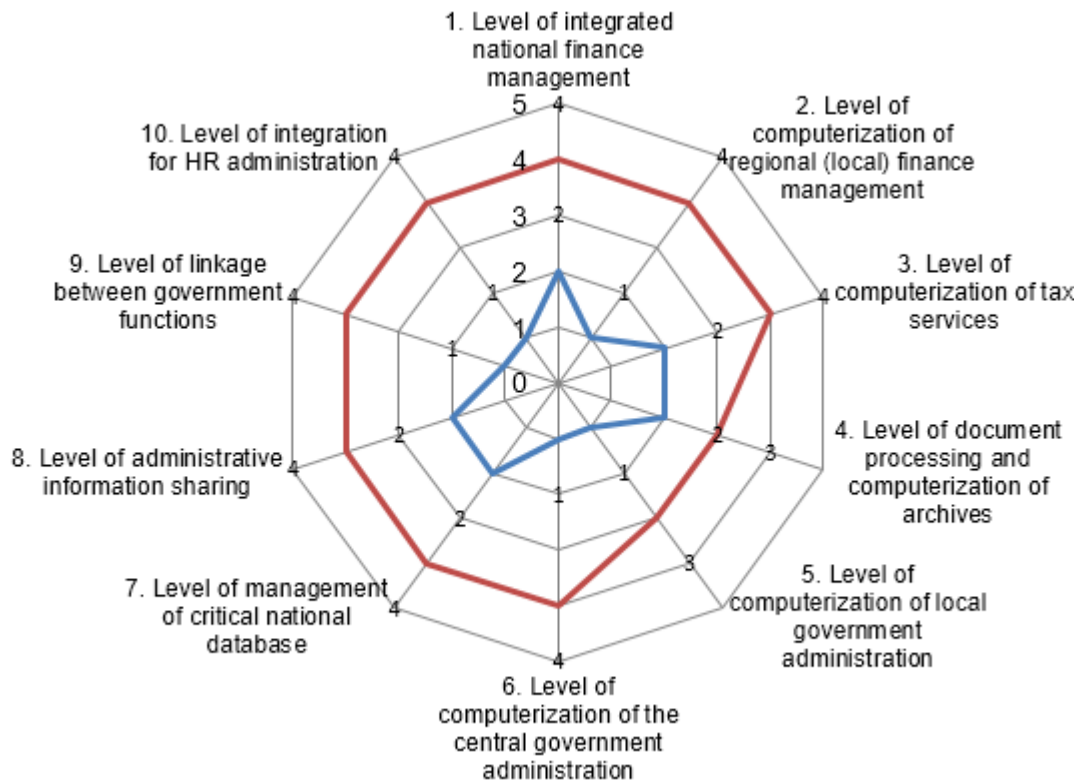 1. Level of integrated
national finance
management
2. Level of
computerization of
regional (local) finance
management
3. Level of
computerization of tax
services
4. Level of document
processing and
computerization of
archives
5. Level of
computerization of local
government
administration
6. Level of
computerization of the
central government
administration
7. Level of management
of critical national
database
8. Level of administrative
information sharing
9. Level of linkage
between government
functions
10. Level of integration
for HR administration
5
4
3
2
1
0
4
2
4
1
4
2
3
2
3
1
4
1
4
2
4
2
4
1
4
1